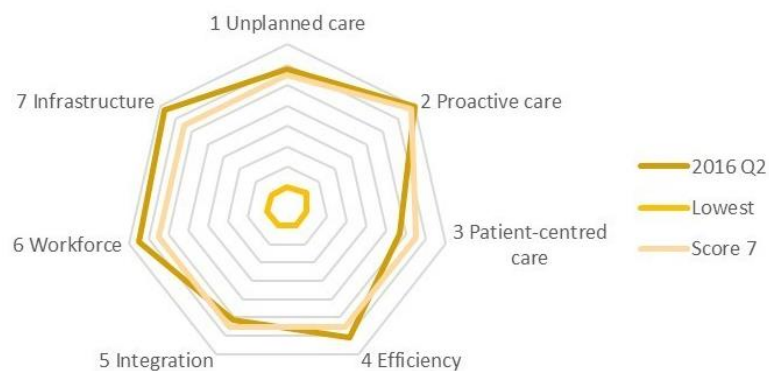 1 Unplanned care
7 Infrastructure
2 Proactive care
2016 Q2
Lowest
Score 7
3 Patient-centred
care
6 Workforce
5 Integration
4 Efficiency